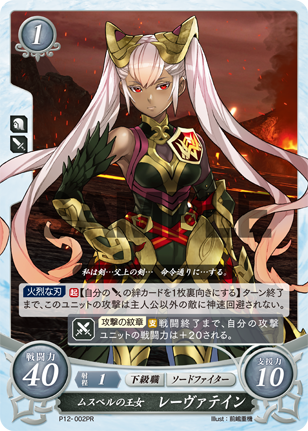 1
私は剣…父上の剣… 命令通りに…する。
火烈な刃 起【自分の の絆カードを1枚裏向きにする】ターン終了
まで、このユニットの攻撃は主人公以外の敵に神速回避されない。
攻撃の紋章 支 戦闘終了まで、自分の攻撃
ユニットの戦闘力は+20される。
戦闘力
40
射程 1
下級職
ソードファイター
支援力
10
ムスペルの王女 レーヴァテイン
P12-002PR
Illust：前嶋重機